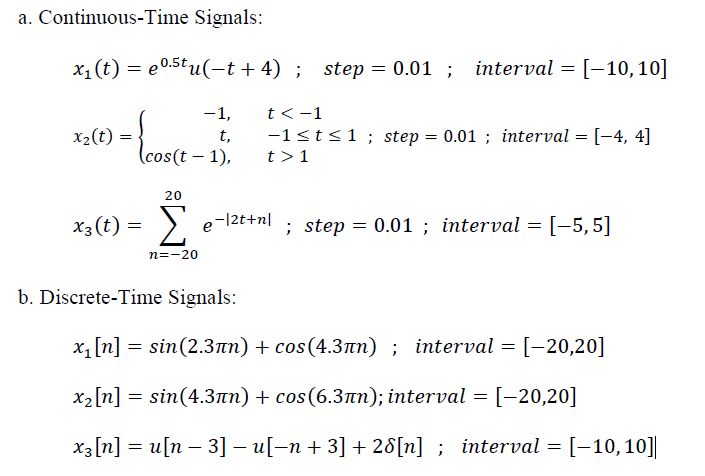 a. Continuous-Time Signals:
x₁(t) = e^{0.5t}u(−t + 4) ; step = 0.01 ; interval = [−10, 10]
x₂(t) = { −1, t < −1
t, −1 ≤ t ≤ 1 ; step = 0.01 ; interval = [−4, 4]
cos(t − 1), t > 1
x₃(t) = ∑_{n=−20}^{20} e^{−|2t+n|} ; step = 0.01 ; interval = [−5, 5]
b. Discrete-Time Signals:
x₁[n] = sin(2.3πn) + cos(4.3πn) ; interval = [−20,20]
x₂[n] = sin(4.3πn) + cos(6.3πn); interval = [−20,20]
x₃[n] = u[n − 3] − u[−n + 3] + 2δ[n] ; interval = [−10, 10]